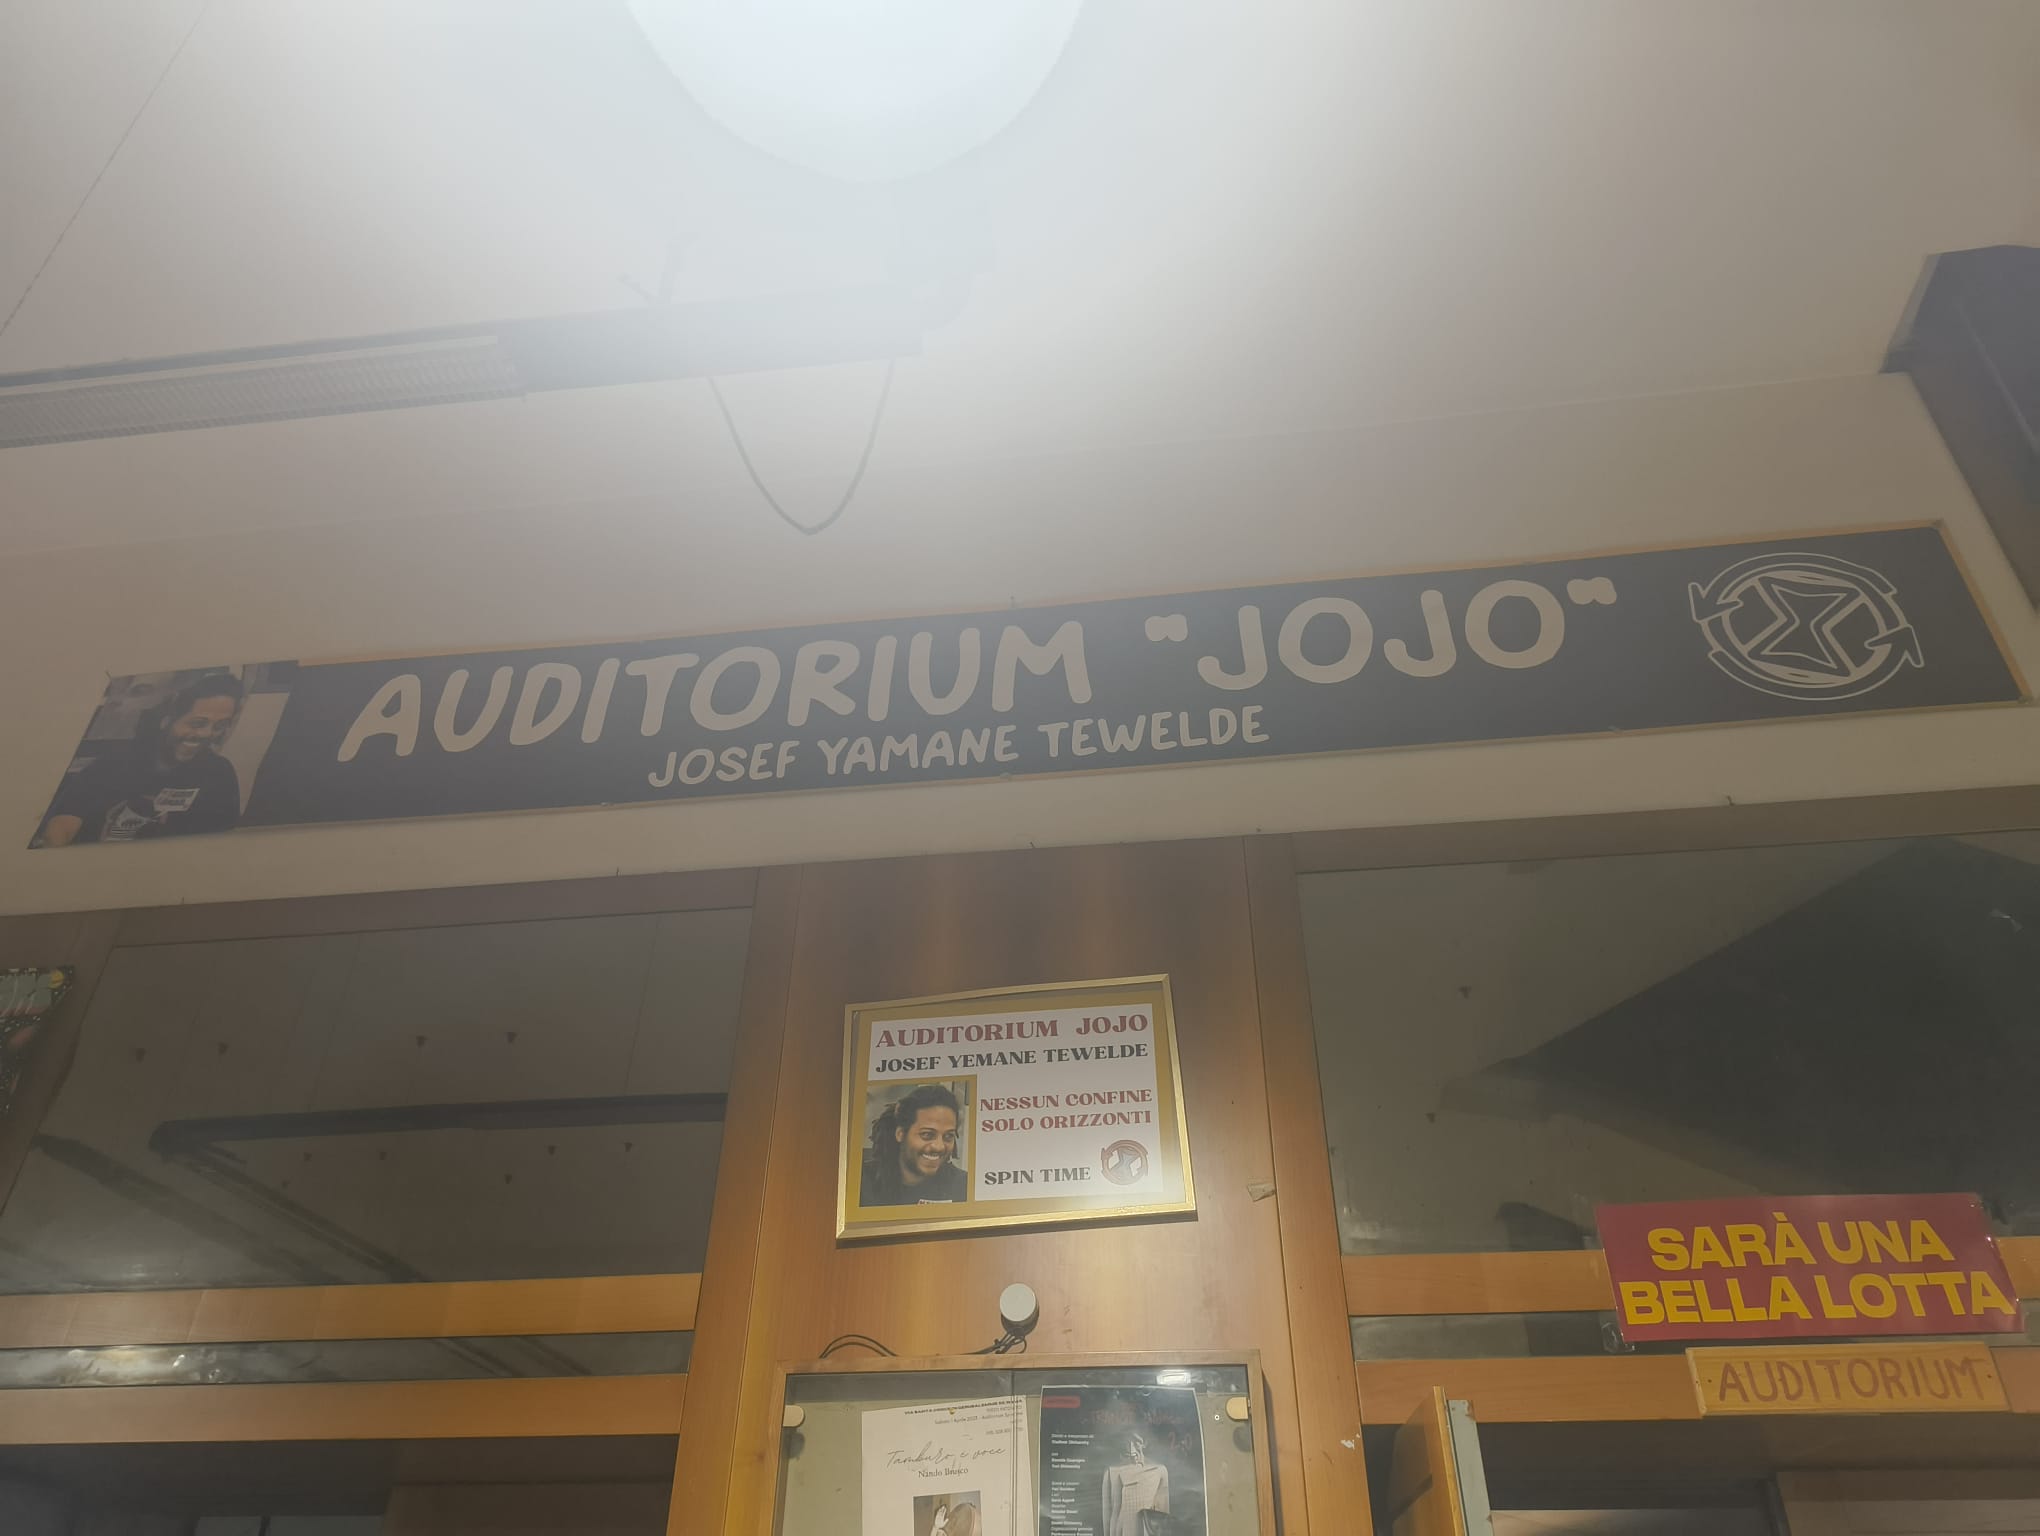 AUDITORIUM "JOJO"
JOSEF YAMANE TEWELDE
AUDITORIUM JOJO
JOSEF YEMANE TEWELDE
NESSUN CONFINE
SOLO ORIZZONTI
SPIN TIME
SARÀ UNA
BELLA LOTTA
AUDITORIUM
Tamburo, è voce
Nando Brusco